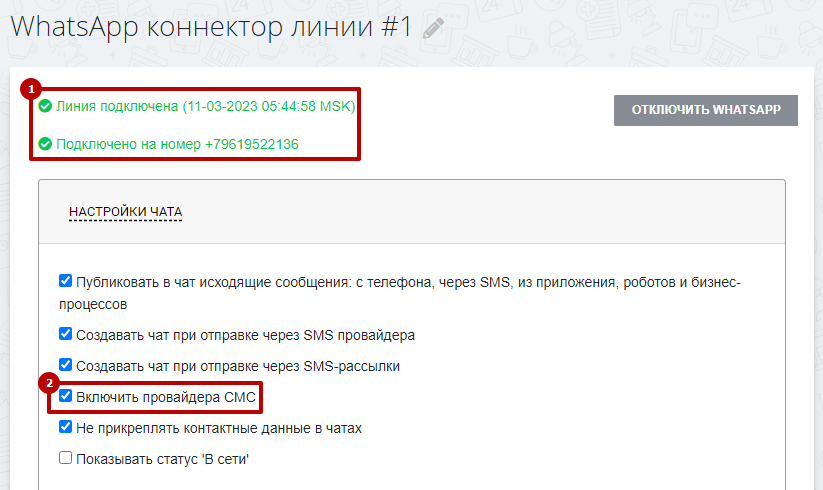 WhatsApp коннектор линии #1
1
Линия подключена (11-03-2023 05:44:58 MSK)
ОТКЛЮЧИТЬ WHATSAPP
Подключено на номер +79619522136
НАСТРОЙКИ ЧАТА
Публиковать в чат исходящие сообщения: с телефона, через SMS, из приложения, роботов и бизнес-
процессов
Создавать чат при отправке через SMS провайдера
Создавать чат при отправке через SMS-рассылки
2
Включить провайдера СМС
Не прикреплять контактные данные в чатах
Показывать статус 'В сети'